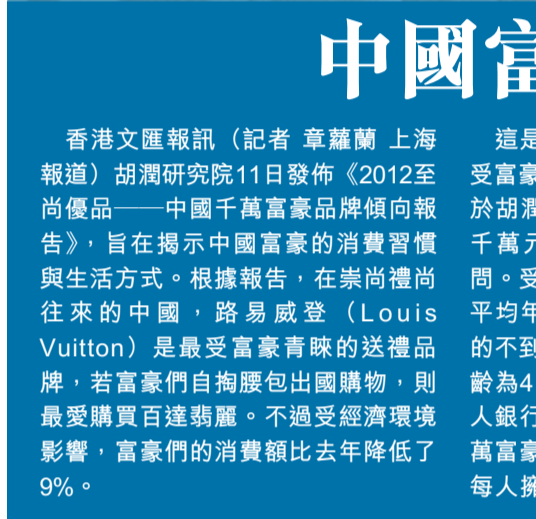 中國富
香港文匯報訊（記者 章蘿蘭 上海
報道）胡潤研究院11日發佈《2012至
尚優品——中國千萬富豪品牌傾向報
告》，旨在揭示中國富豪的消費習慣
與生活方式。根據報告，在崇尚禮尚
往來的中國，路易威登（Louis
Vuitton）是最受富豪青睞的送禮品
牌，若富豪們自掏腰包出國購物，則
最愛購買百達翡麗。不過受經濟環境
影響，富豪們的消費額比去年降低了
9%。
這是
受富豪
於胡潤
千萬元
問。受
平均年
的不到
齡為4
人銀行
萬富豪
每人擁